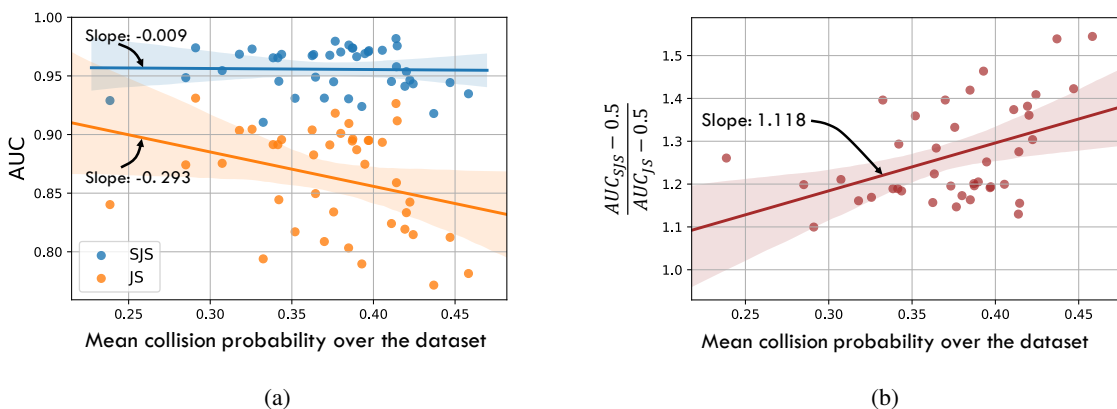 1.00
0.95
0.90
0.85
0.80
AUC
Slope: -0.009
Slope: -0.293
SJS
JS
0.25 0.30 0.35 0.40 0.45
Mean collision probability over the dataset
(a)
1.5
1.4
1.3
1.2
1.1
1.0
AUC_SJS − 0.5
AUC_JS − 0.5
Slope: 1.118
0.25 0.30 0.35 0.40 0.45
Mean collision probability over the dataset
(b)